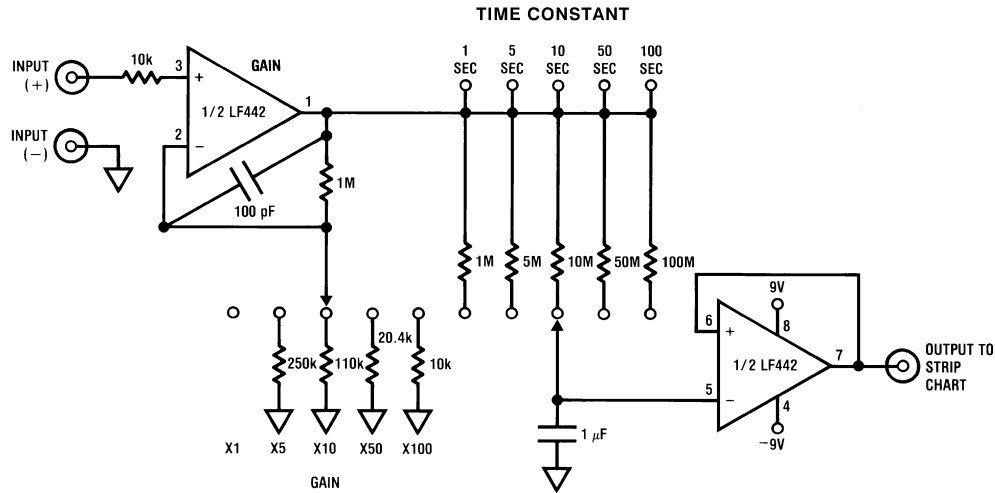 TIME CONSTANT
1 SEC
5 SEC
10 SEC
50 SEC
100 SEC
INPUT
(+)
10k
3
+
GAIN
1/2 LF442
1
INPUT
(−)
2
−
100 pF
1M
1M
5M
10M
50M
100M
250k
110k
20.4k
10k
X1
X5
X10
X50
X100
GAIN
1 μF
6
+
9V
8
1/2 LF442
7
5
−
4
−9V
OUTPUT TO
STRIP
CHART